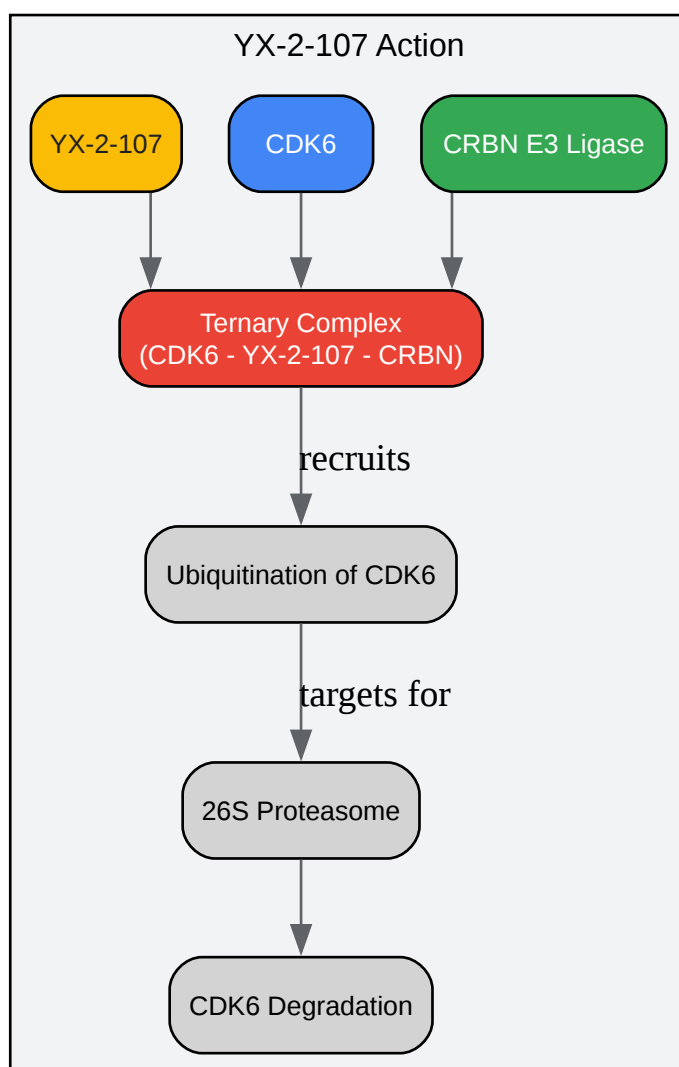 YX-2-107 Action
YX-2-107
CDK6
CRBN E3 Ligase
Ternary Complex
(CDK6 - YX-2-107 - CRBN)
recruits
Ubiquitination of CDK6
targets for
26S Proteasome
CDK6 Degradation